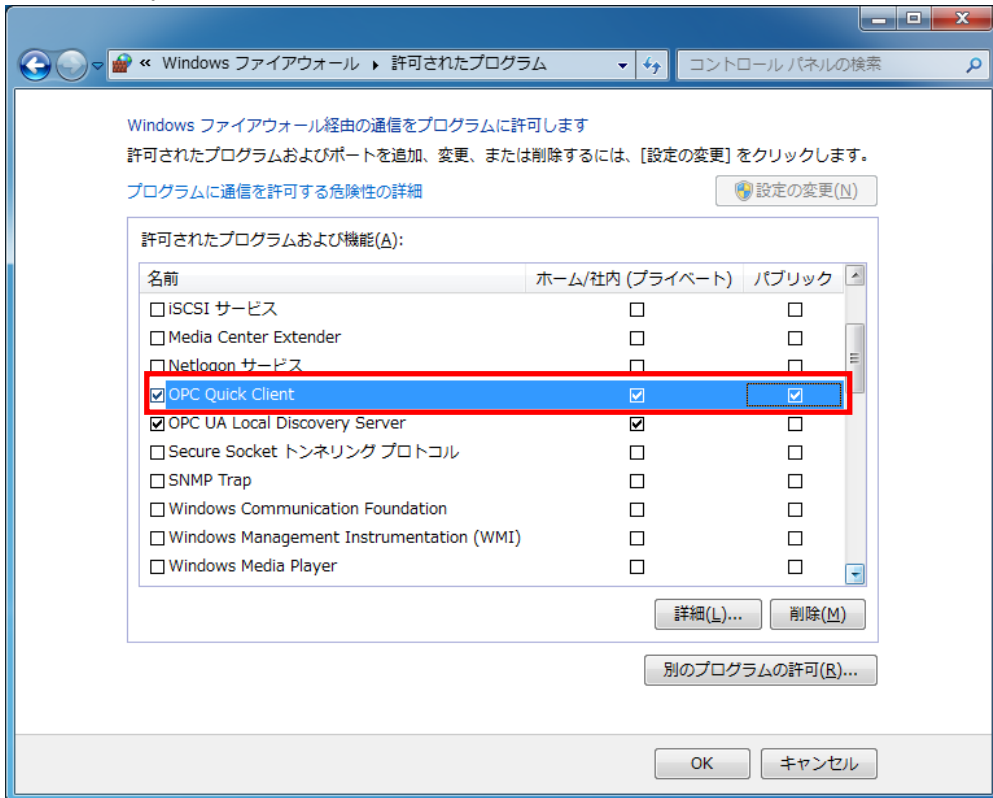 « Windows ファイアウォール ▸ 許可されたプログラム コントロール パネルの検索
Windows ファイアウォール経由の通信をプログラムに許可します
許可されたプログラムおよびポートを追加、変更、または削除するには、[設定の変更] をクリックします。
プログラムに通信を許可する危険性の詳細 設定の変更(N)
許可されたプログラムおよび機能(A):
名前 ホーム/社内 (プライベート) パブリック
iSCSI サービス
Media Center Extender
Netlogon サービス
OPC Quick Client
OPC UA Local Discovery Server
Secure Socket トンネリング プロトコル
SNMP Trap
Windows Communication Foundation
Windows Management Instrumentation (WMI)
Windows Media Player
詳細(L)... 削除(M)
別のプログラムの許可(R)...
OK キャンセル